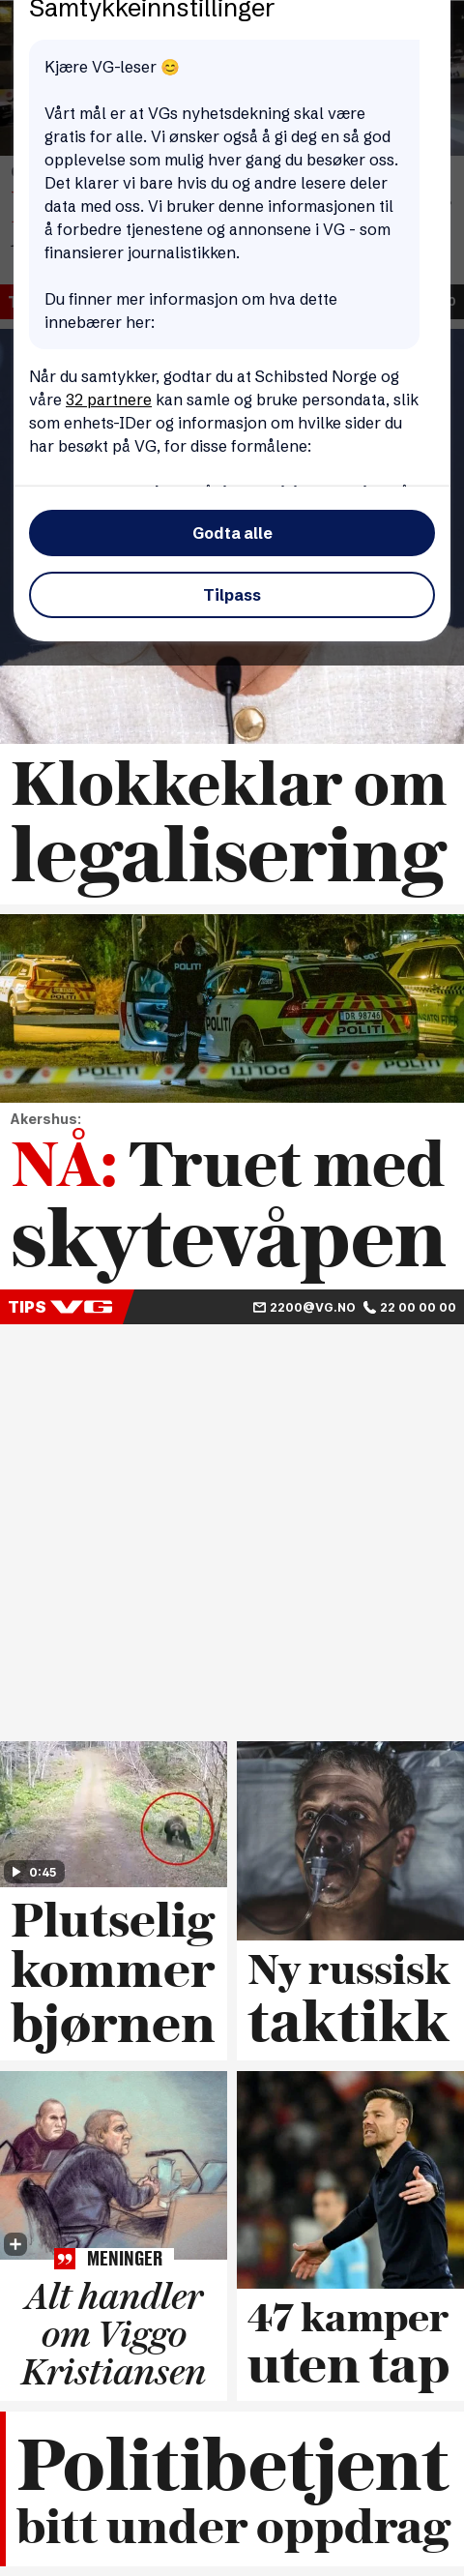 Samtykkeinnstillinger
Kjære VG-leser 😊
Vårt mål er at VGs nyhetsdekning skal være
gratis for alle. Vi ønsker også å gi deg en så god
opplevelse som mulig hver gang du besøker oss.
Det klarer vi bare hvis du og andre lesere deler
data med oss. Vi bruker denne informasjonen til
å forbedre tjenestene og annonsene i VG - som
finansierer journalistikken.
Du finner mer informasjon om hva dette
innebærer her:
Når du samtykker, godtar du at Schibsted Norge og
våre 32 partnere kan samle og bruke persondata, slik
som enhets-IDer og informasjon om hvilke sider du
har besøkt på VG, for disse formålene:
Godta alle
Tilpass
Klokkeklar om
legalisering
POLITI
POLITI
POLITI
DR 98746
POLITI
Akershus:
NÅ: Truet med
skytevåpen
TIPS VG
2200@VG.NO 22 00 00 00
0:45
Plutselig
kommer
bjørnen
Ny russisk
taktikk
MENINGER
Alt handler
om Viggo
Kristiansen
47 kamper
uten tap
Politibetjent
bitt under oppdrag